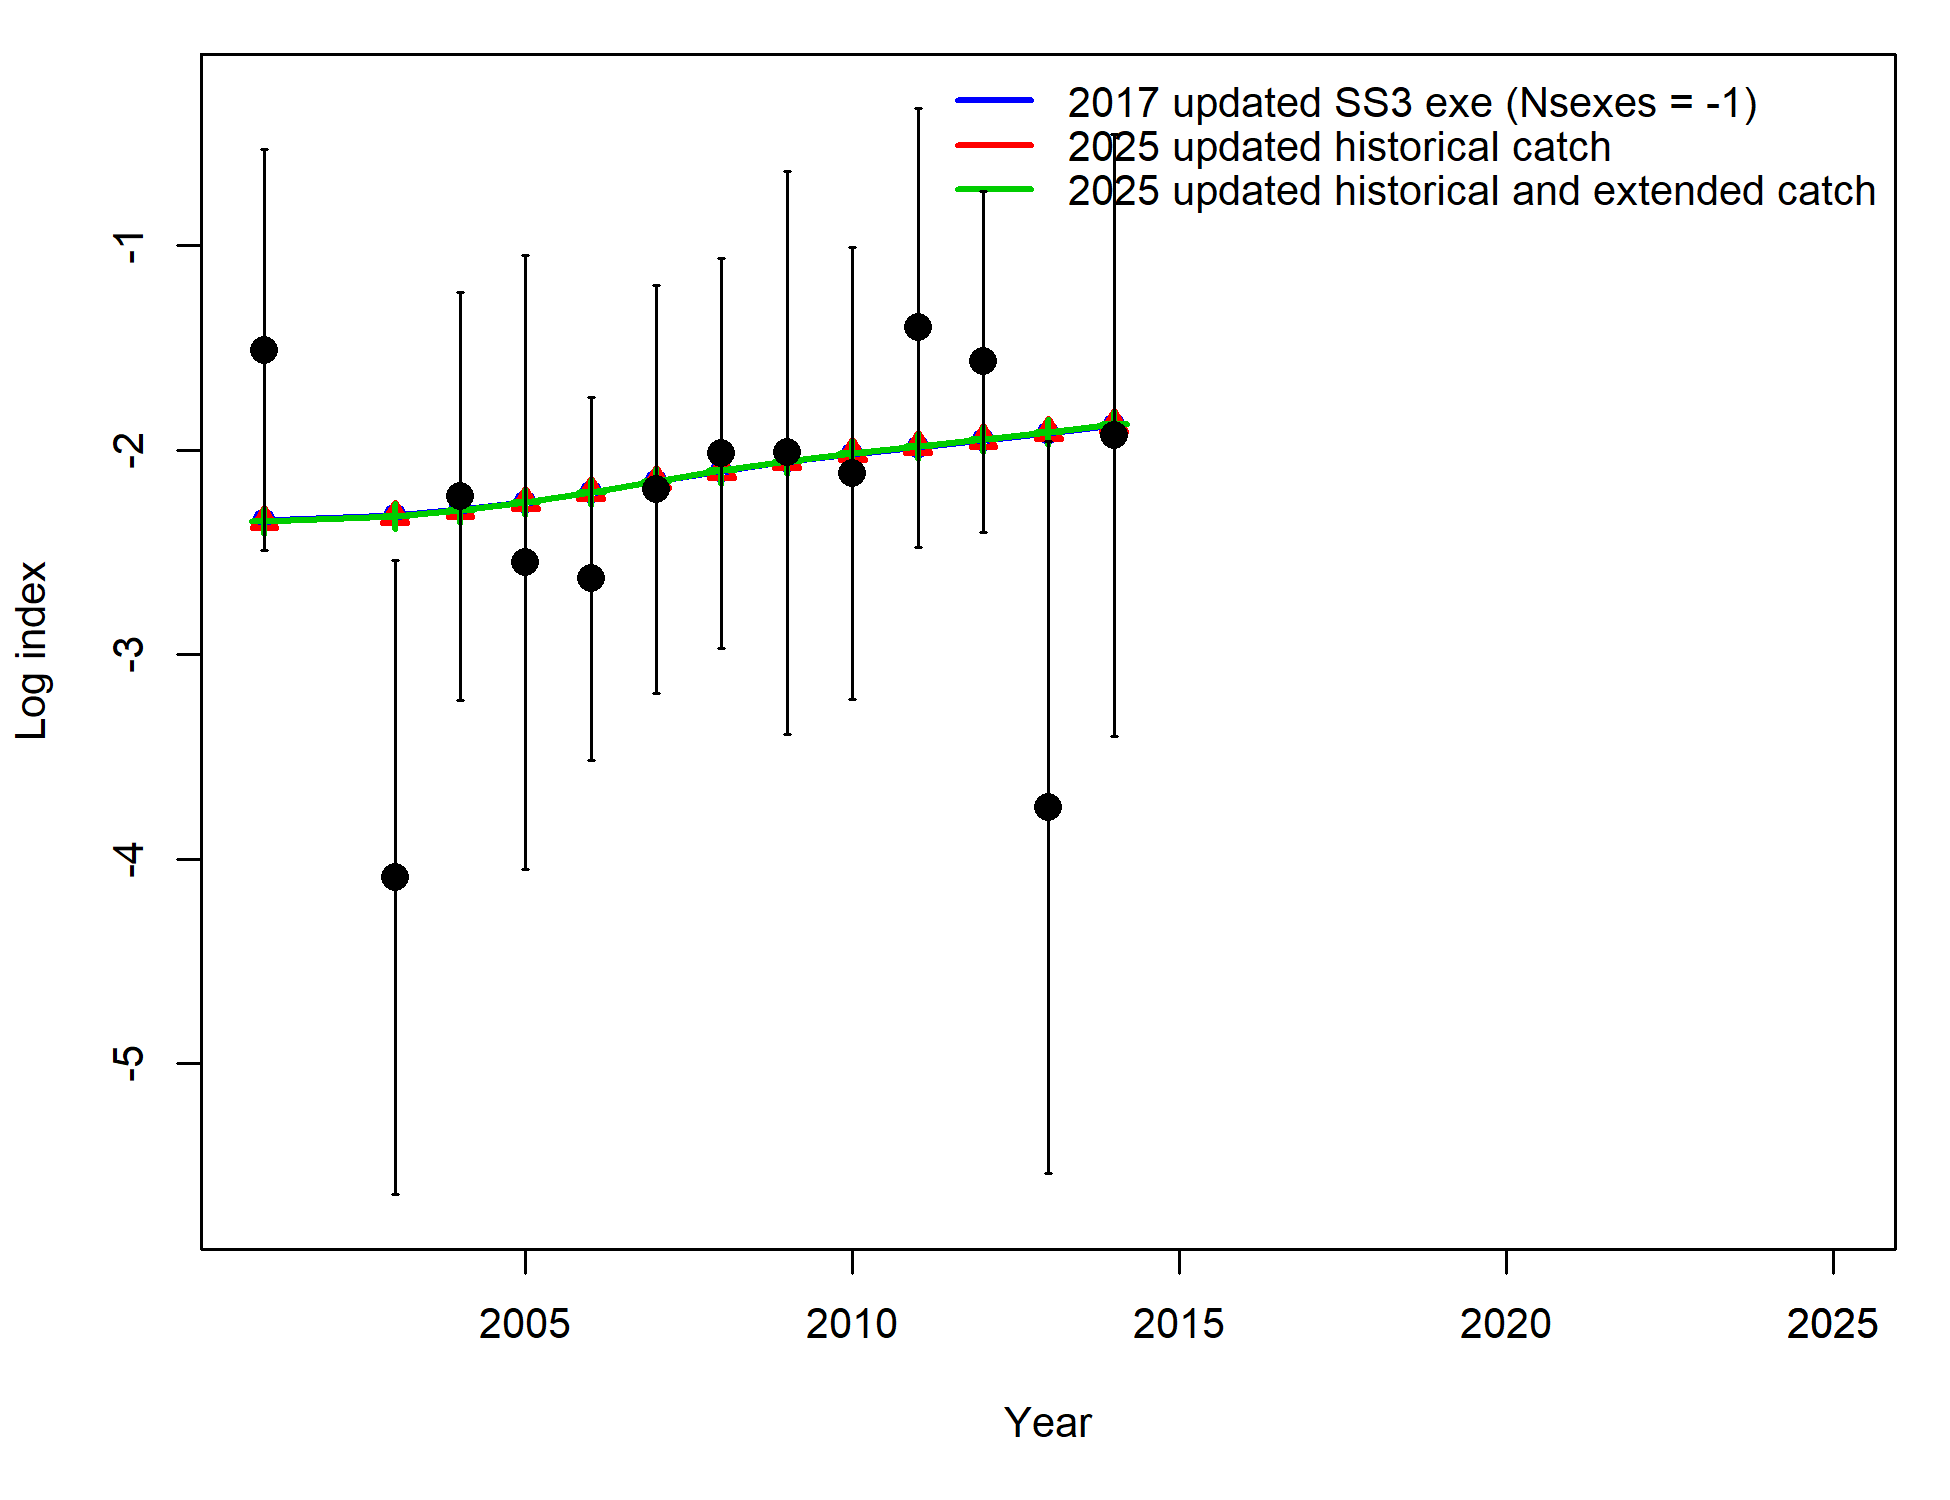 2017 updated SS3 exe (Nsexes = -1)
2025 updated historical catch
2025 updated historical and extended catch
Log index
-1
-2
-3
-4
-5
2005 2010 2015 2020 2025
Year